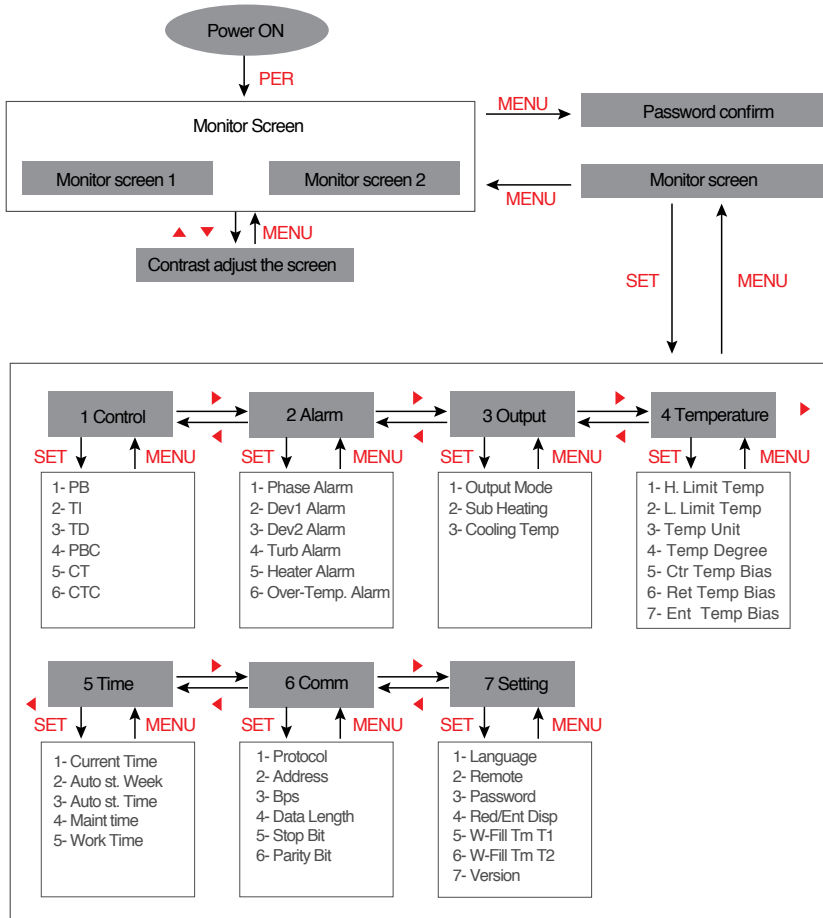 Power ON
PER
Monitor Screen
Monitor screen 1
Monitor screen 2
MENU
Password confirm
Monitor screen
MENU
▲ ▼
MENU
Contrast adjust the screen
SET
MENU
1 Control
2 Alarm
3 Output
4 Temperature
SET MENU
SET MENU
SET MENU
SET MENU
1- PB
2- TI
3- TD
4- PBC
5- CT
6- CTC
1- Phase Alarm
2- Dev1 Alarm
3- Dev2 Alarm
4- Turb Alarm
5- Heater Alarm
6- Over-Temp. Alarm
1- Output Mode
2- Sub Heating
3- Cooling Temp
1- H. Limit Temp
2- L. Limit Temp
3- Temp Unit
4- Temp Degree
5- Ctr Temp Bias
6- Ret Temp Bias
7- Ent Temp Bias
5 Time
6 Comm
7 Setting
SET MENU
SET MENU
SET MENU
1- Current Time
2- Auto st. Week
3- Auto st. Time
4- Maint time
5- Work Time
1- Protocol
2- Address
3- Bps
4- Data Length
5- Stop Bit
6- Parity Bit
1- Language
2- Remote
3- Password
4- Red/Ent Disp
5- W-Fill Tm T1
6- W-Fill Tm T2
7- Version